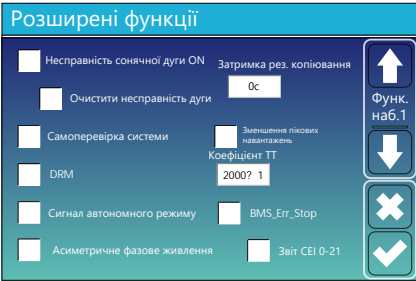 Розширені функції
Несправність сонячної дуги ON
Затримка рез. копіювання
0с
Очистити несправність дуги
Функ.
наб.1
Самоперевірка системи
Зменшення пікових
навантажень
Коефіцієнт ТТ
DRM
2000? 1
Сигнал автономного режиму
BMS_Err_Stop
Асиметричне фазове живлення
Звіт CEI 0-21